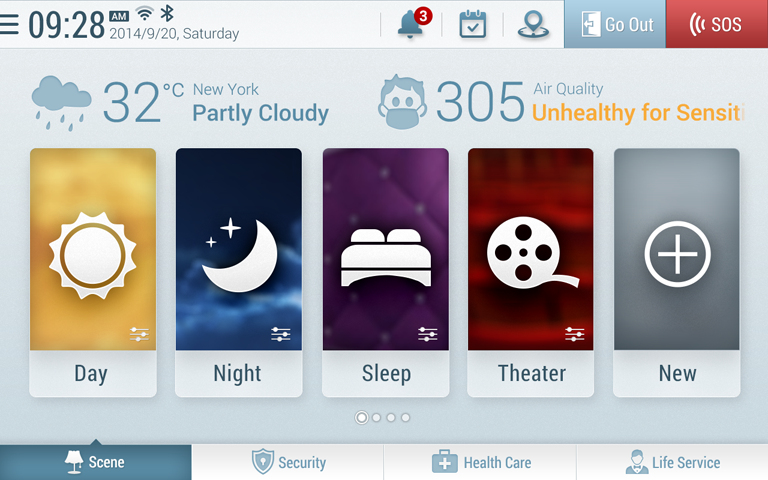 09:28 AM
2014/9/20, Saturday
3
Go Out
SOS
32°C
New York
Partly Cloudy
305
Air Quality
Unhealthy for Sensiti
Day
Night
Sleep
Theater
New
Scene
Security
Health Care
Life Service